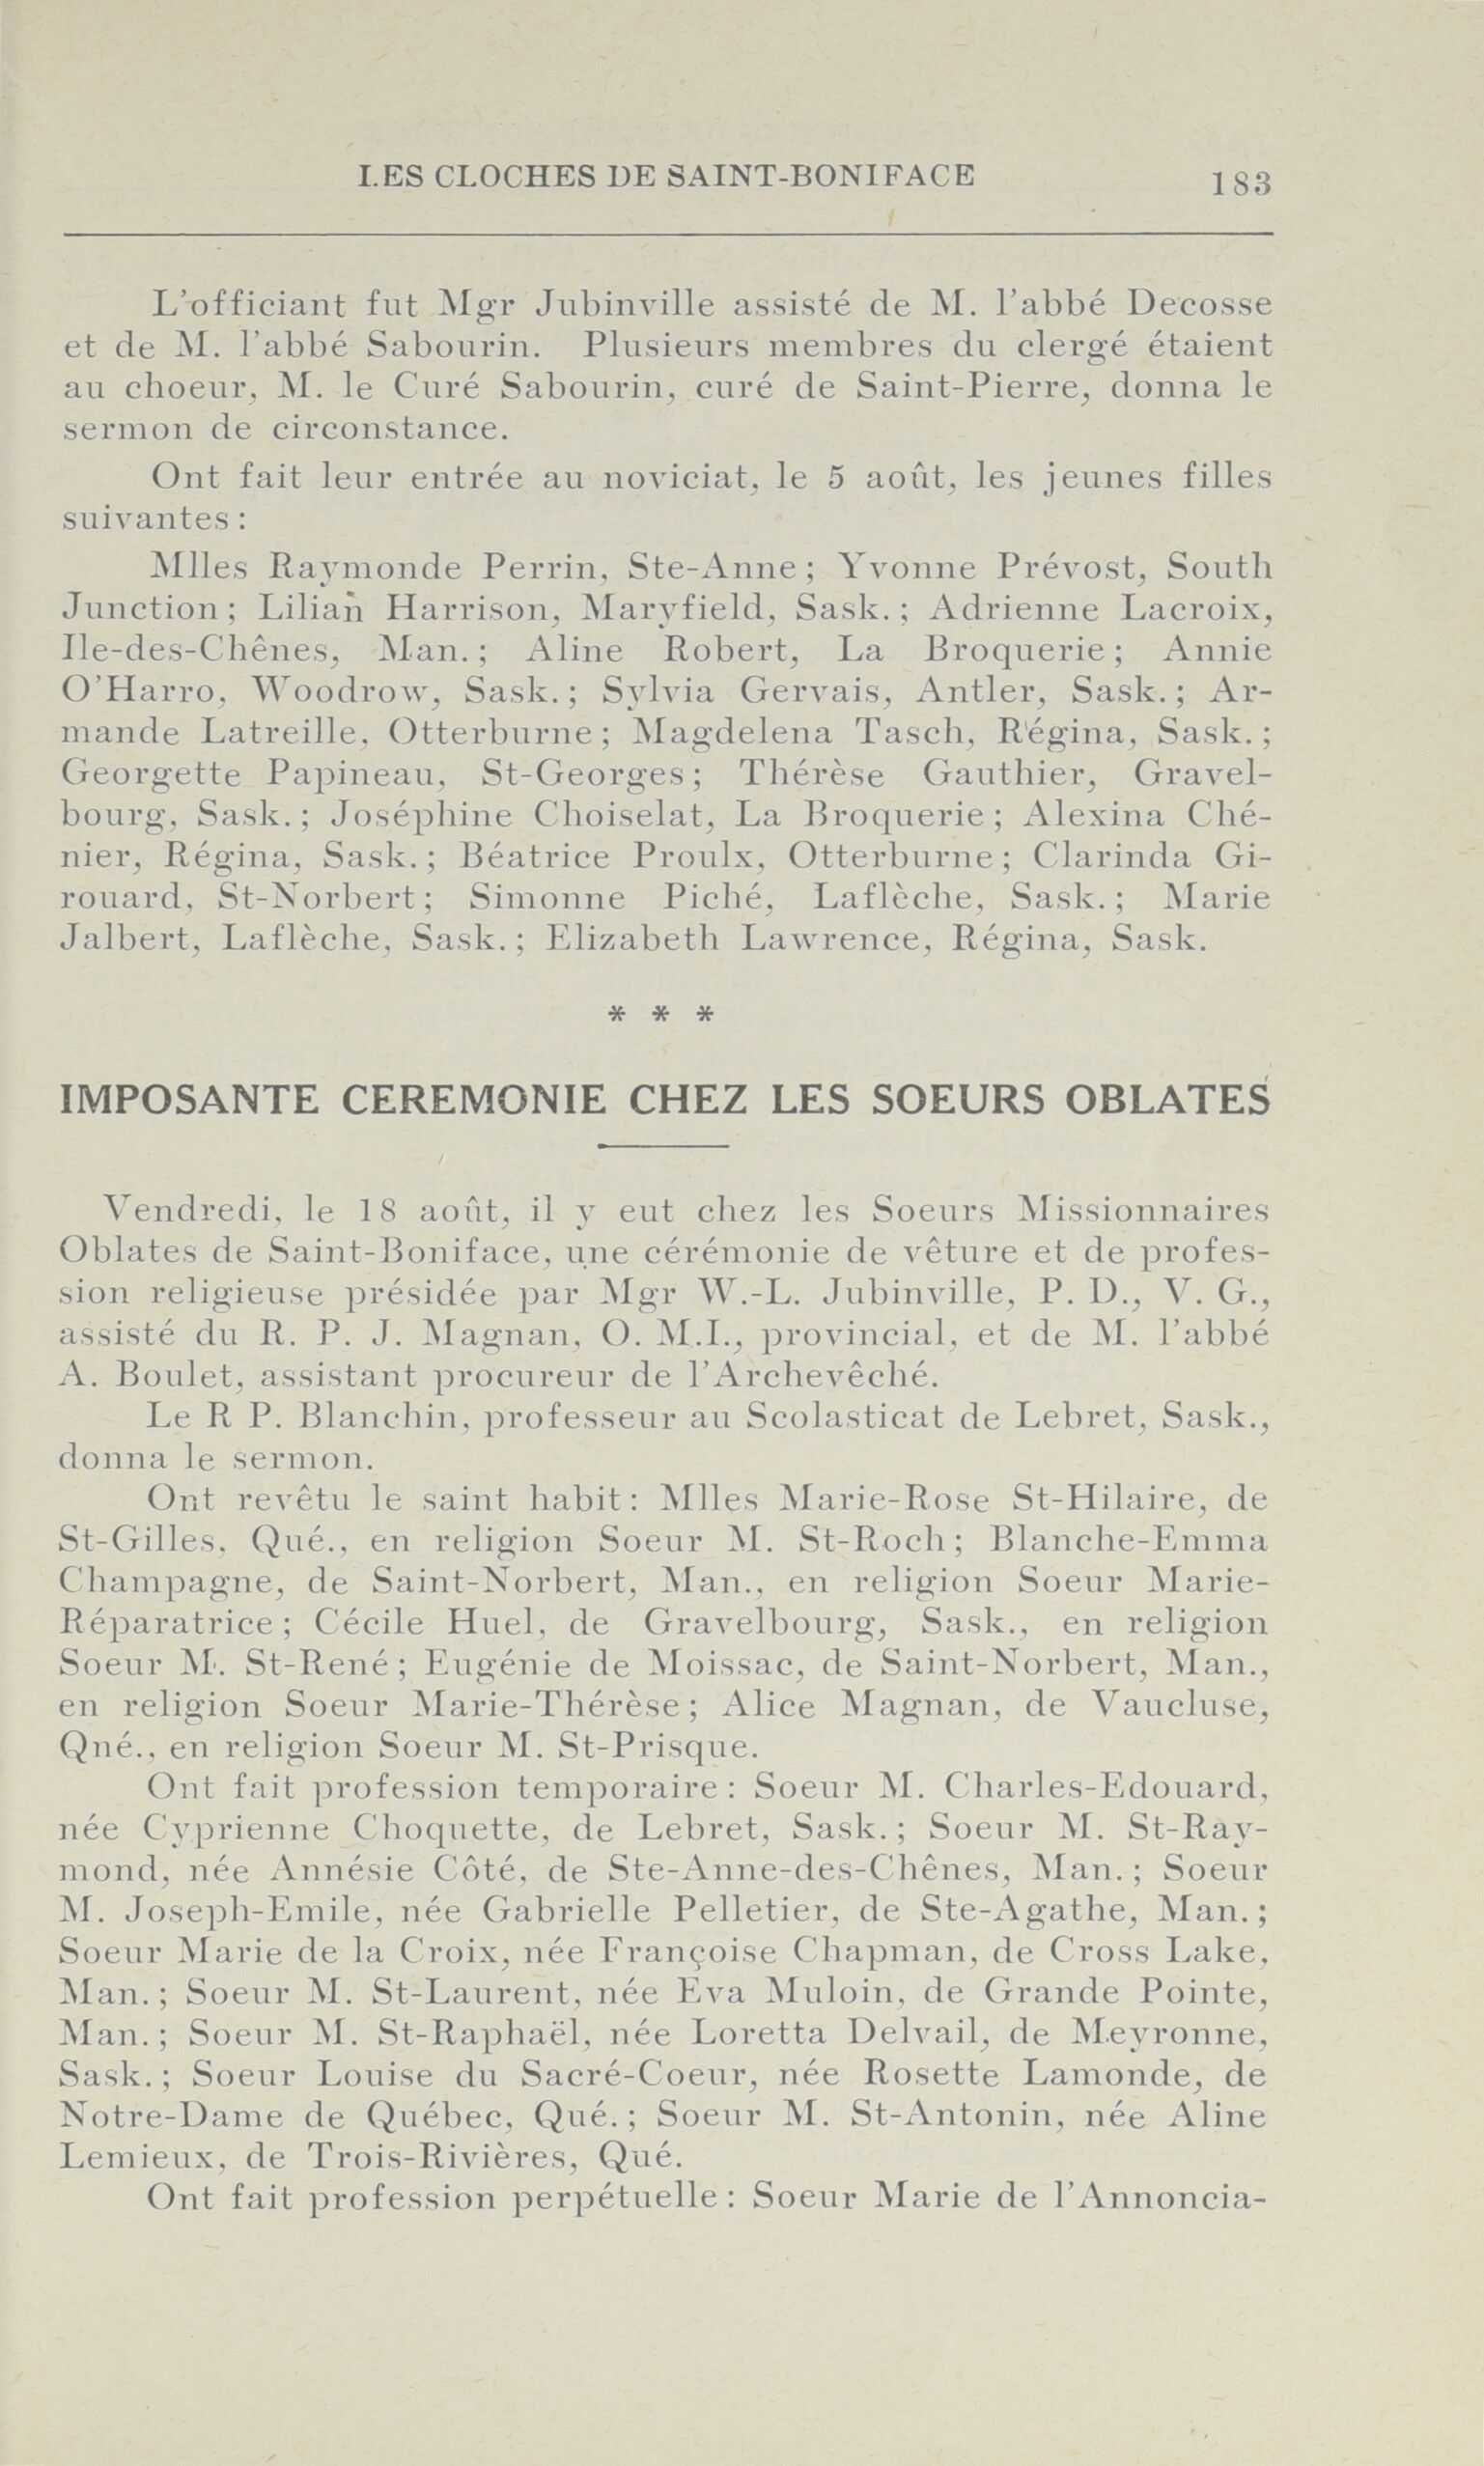 LES CLOCHES DE SAINT-BONIFACE 183
L'officiant fut Mgr Jubinville assisté de M. l'abbé Decosse
et de M. l'abbé Sabourin. Plusieurs membres du clergé étaient
au choeur, M. le Curé Sabourin, curé de Saint-Pierre, donna le
sermon de circonstance.
Ont fait leur entrée au noviciat, le 5 août, les jeunes filles
suivantes:
Mlles Raymonde Perrin, Ste-Anne; Yvonne Prévost, South
Junction; Lilian Harrison, Maryfield, Sask.; Adrienne Lacroix,
Ile-des-Chênes, Man.; Aline Robert, La Broquerie; Annie
O'Harro, Woodrow, Sask.; Sylvia Gervais, Antler, Sask.; Ar-
mande Latreille, Otterburne; Magdelena Tasch, Régina, Sask.;
Georgette Papineau, St-Georges; Thérèse Gauthier, Gravel-
bourg, Sask.; Joséphine Choiselat, La Broquerie; Alexina Ché-
nier, Régina, Sask.; Béatrice Proulx, Otterburne; Clarinda Gi-
rouard, St-Norbert; Simonne Piché, Laflèche, Sask.; Marie
Jalbert, Laflèche, Sask.; Elizabeth Lawrence, Régina, Sask.
* * *
IMPOSANTE CEREMONIE CHEZ LES SOEURS OBLATES
Vendredi, le 18 août, il y eut chez les Soeurs Missionnaires
Oblates de Saint-Boniface, une cérémonie de vêture et de profes-
sion religieuse présidée par Mgr W.-L. Jubinville, P. D., V. G.,
assisté du R. P. J. Magnan, O. M.I., provincial, et de M. l'abbé
A. Boulet, assistant procureur de l'Archevêché.
Le R P. Blanchin, professeur au Scolasticat de Lebret, Sask.,
donna le sermon.
Ont revêtu le saint habit: Mlles Marie-Rose St-Hilaire, de
St-Gilles, Qué., en religion Soeur M. St-Roch; Blanche-Emma
Champagne, de Saint-Norbert, Man., en religion Soeur Marie-
Réparatrice; Cécile Huel, de Gravelbourg, Sask., en religion
Soeur M. St-René; Eugénie de Moissac, de Saint-Norbert, Man.,
en religion Soeur Marie-Thérèse; Alice Magnan, de Vaucluse,
Qné., en religion Soeur M. St-Prisque.
Ont fait profession temporaire: Soeur M. Charles-Edouard,
née Cyprienne Choquette, de Lebret, Sask.; Soeur M. St-Ray-
mond, née Annésie Côté, de Ste-Anne-des-Chênes, Man.; Soeur
M. Joseph-Emile, née Gabrielle Pelletier, de Ste-Agathe, Man.;
Soeur Marie de la Croix, née Françoise Chapman, de Cross Lake,
Man.; Soeur M. St-Laurent, née Eva Muloin, de Grande Pointe,
Man.; Soeur M. St-Raphaël, née Loretta Delvail, de Meyronne,
Sask.; Soeur Louise du Sacré-Coeur, née Rosette Lamonde, de
Notre-Dame de Québec, Qué.; Soeur M. St-Antonin, née Aline
Lemieux, de Trois-Rivières, Qué.
Ont fait profession perpétuelle: Soeur Marie de l'Annoncia-